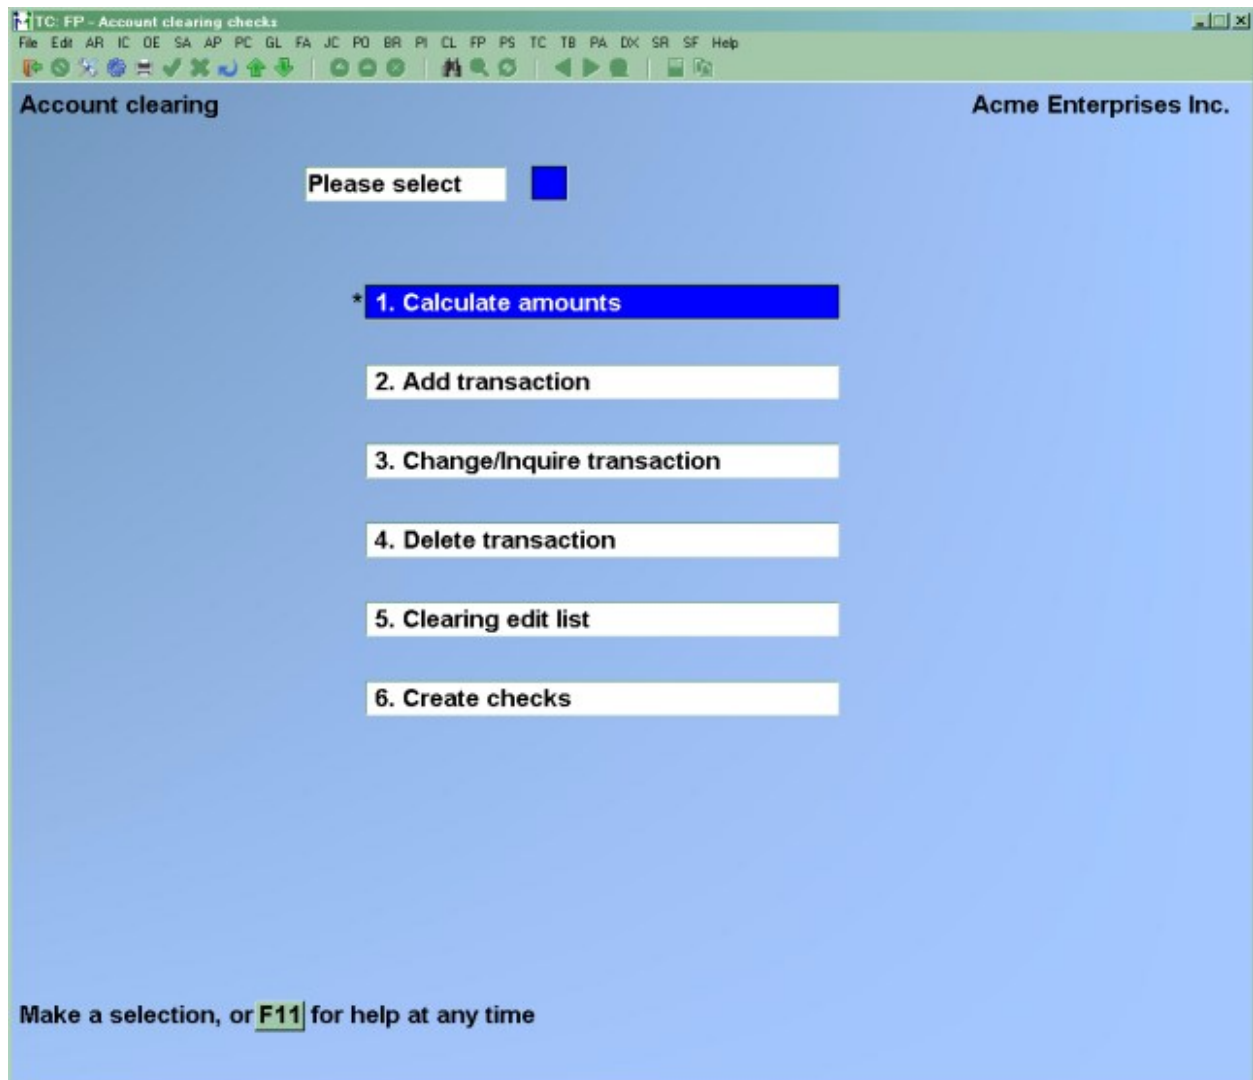 TC: FP - Account clearing checks
File Edit AR IC OE SA AP PC GL FA JC PO BR PI CL FP PS TC TB PA DX SR SF Help
Account clearing
Acme Enterprises Inc.
Please select
* 1. Calculate amounts
2. Add transaction
3. Change/Inquire transaction
4. Delete transaction
5. Clearing edit list
6. Create checks
Make a selection, or F11 for help at any time